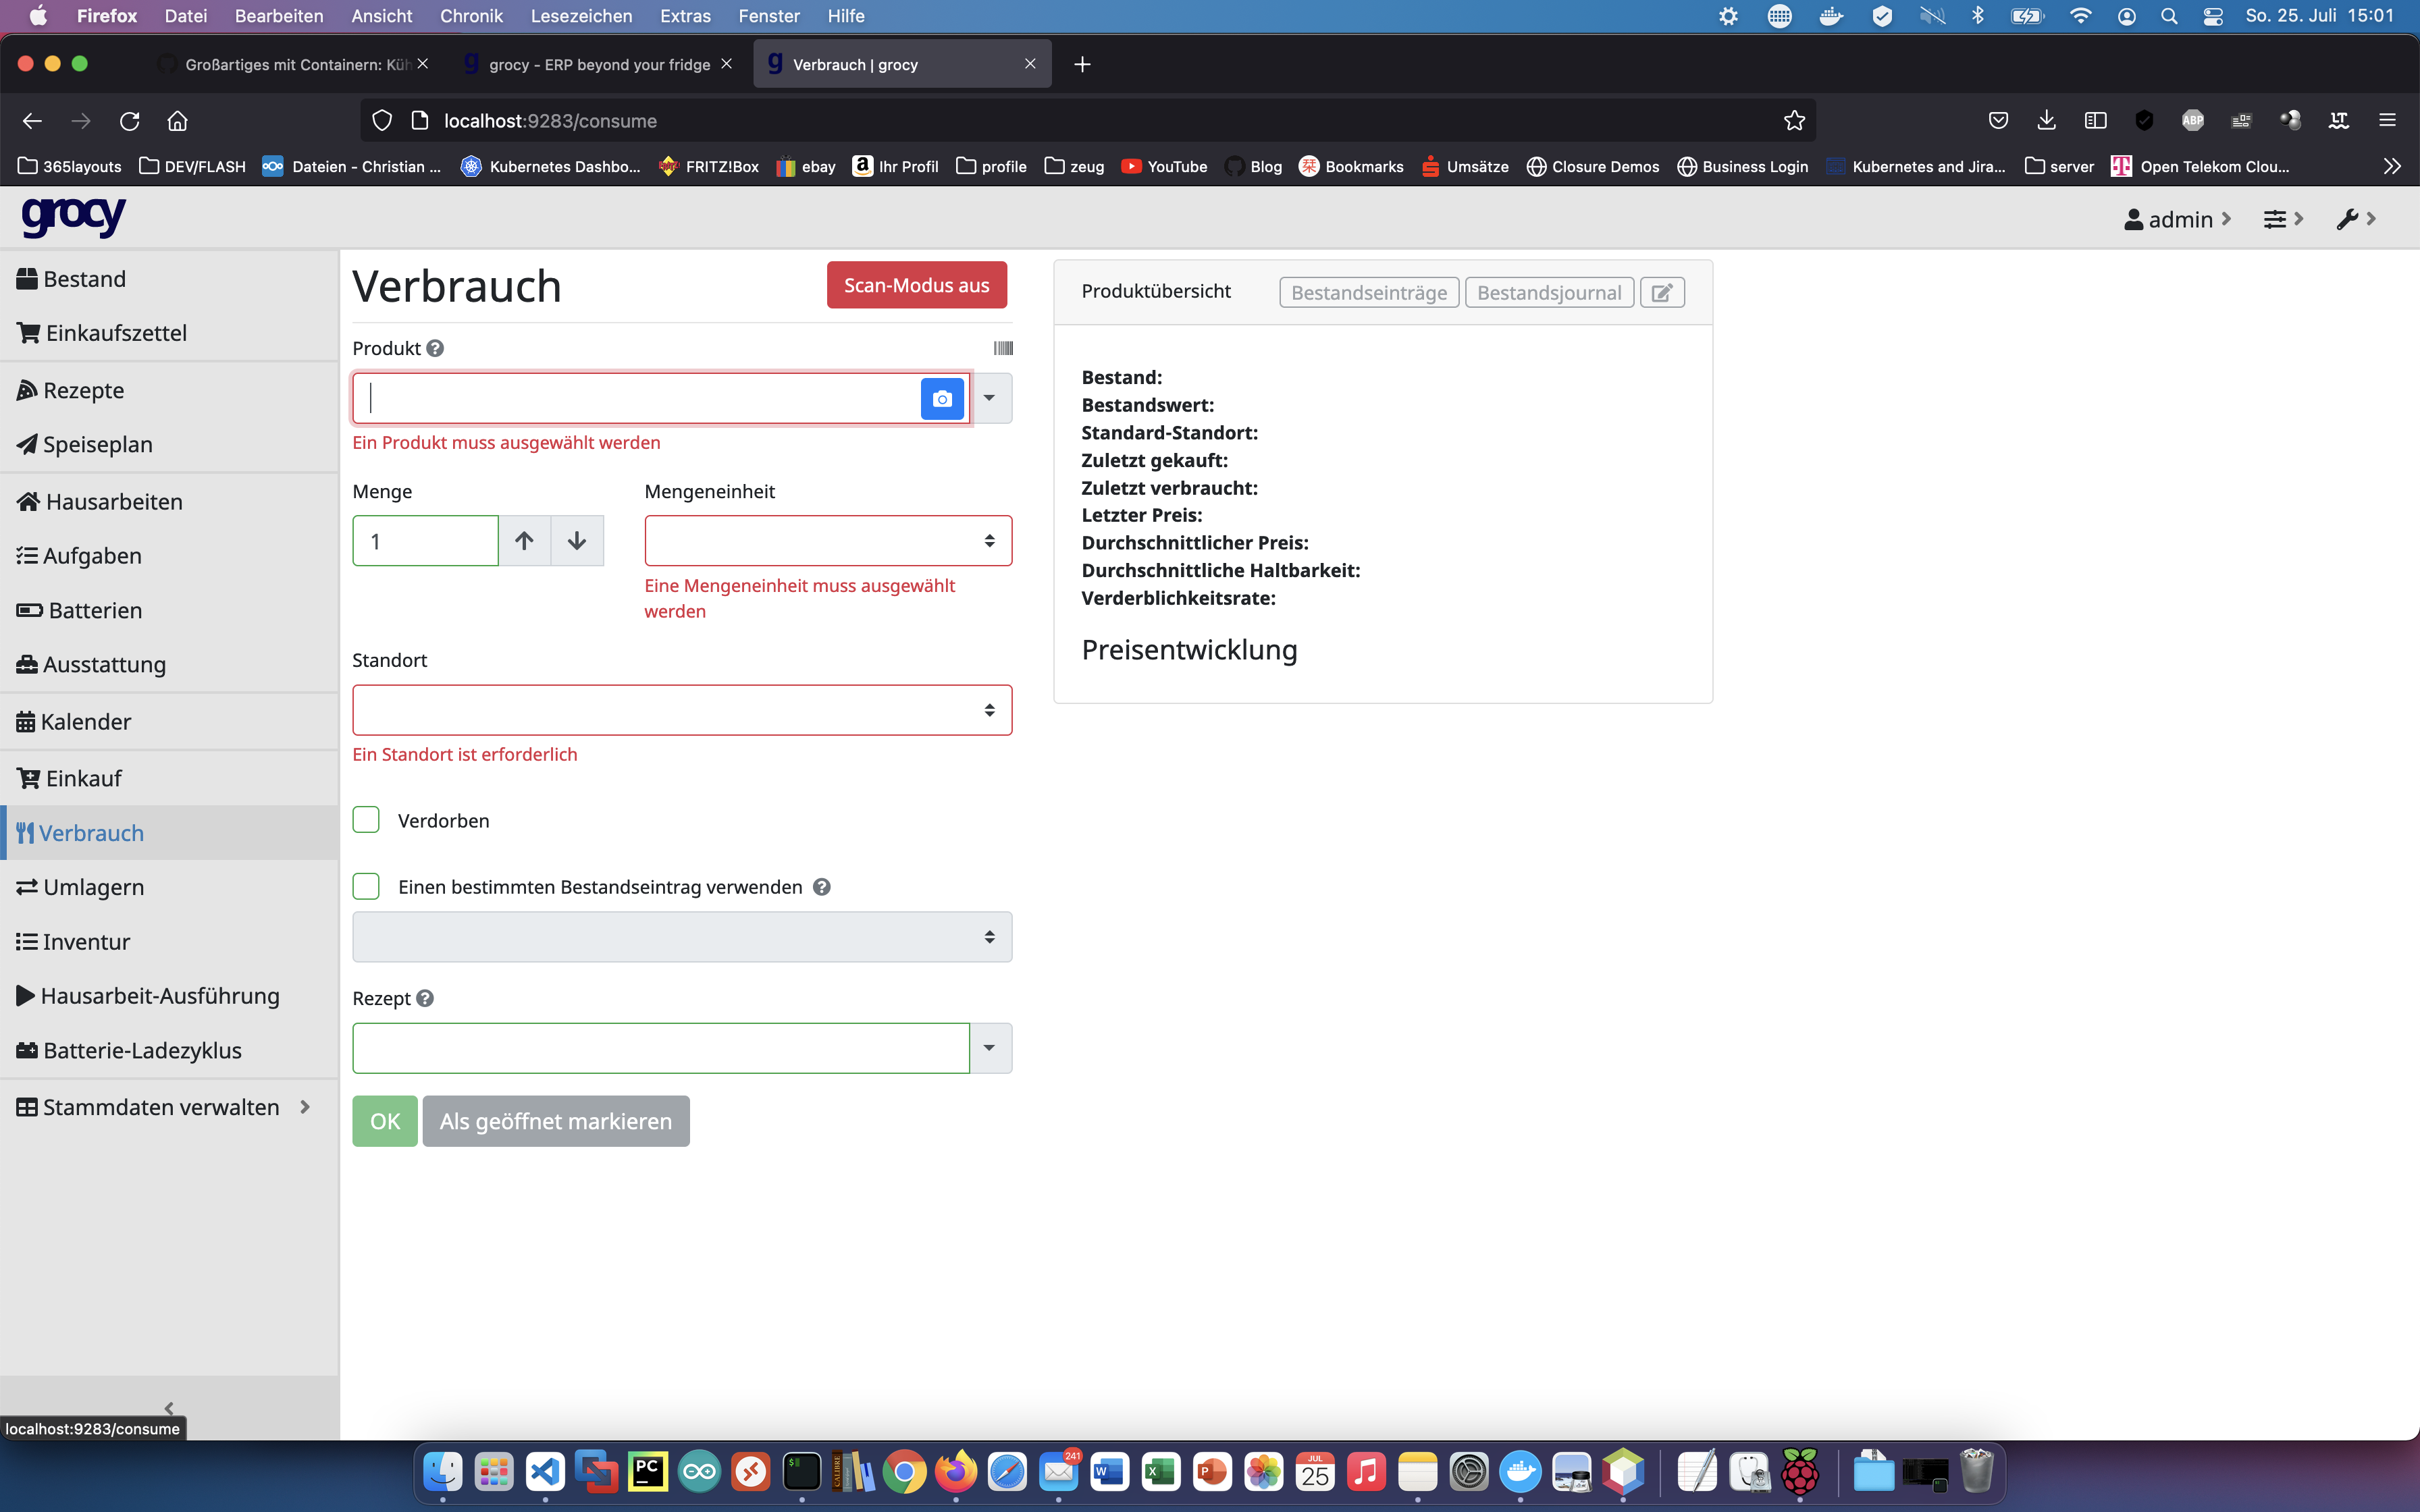 Firefox Datei Bearbeiten Ansicht Chronik Lesezeichen Extras Fenster Hilfe So. 25. Juli 15:01
Großartiges mit Containern: Küh grocy - ERP beyond your fridge Verbrauch | grocy
localhost:9283/consume
ABP
LT
365layouts DEV/FLASH Dateien - Christian ... Kubernetes Dashbo... FRITZ!Box ebay Ihr Profil profile zeug YouTube Blog Bookmarks Umsätze Closure Demos Business Login Kubernetes and Jira... server Open Telekom Clou...
grocy
admin
Bestand
Einkaufszettel
Rezepte
Speiseplan
Hausarbeiten
Aufgaben
Batterien
Ausstattung
Kalender
Einkauf
Verbrauch
Umlagern
Inventur
Hausarbeit-Ausführung
Batterie-Ladezyklus
Stammdaten verwalten
localhost:9283/consume
Verbrauch
Scan-Modus aus
Produkt
Ein Produkt muss ausgewählt werden
Menge
Mengeneinheit
1
Eine Mengeneinheit muss ausgewählt
werden
Standort
Ein Standort ist erforderlich
Verdorben
Einen bestimmten Bestandseintrag verwenden
Rezept
OK Als geöffnet markieren
Produktübersicht Bestandseinträge Bestandsjournal
Bestand:
Bestandswert:
Standard-Standort:
Zuletzt gekauft:
Zuletzt verbraucht:
Letzter Preis:
Durchschnittlicher Preis:
Durchschnittliche Haltbarkeit:
Verderblichkeitsrate:
Preisentwicklung
PC
CALIBRE
241
W
X
P
JUL
25